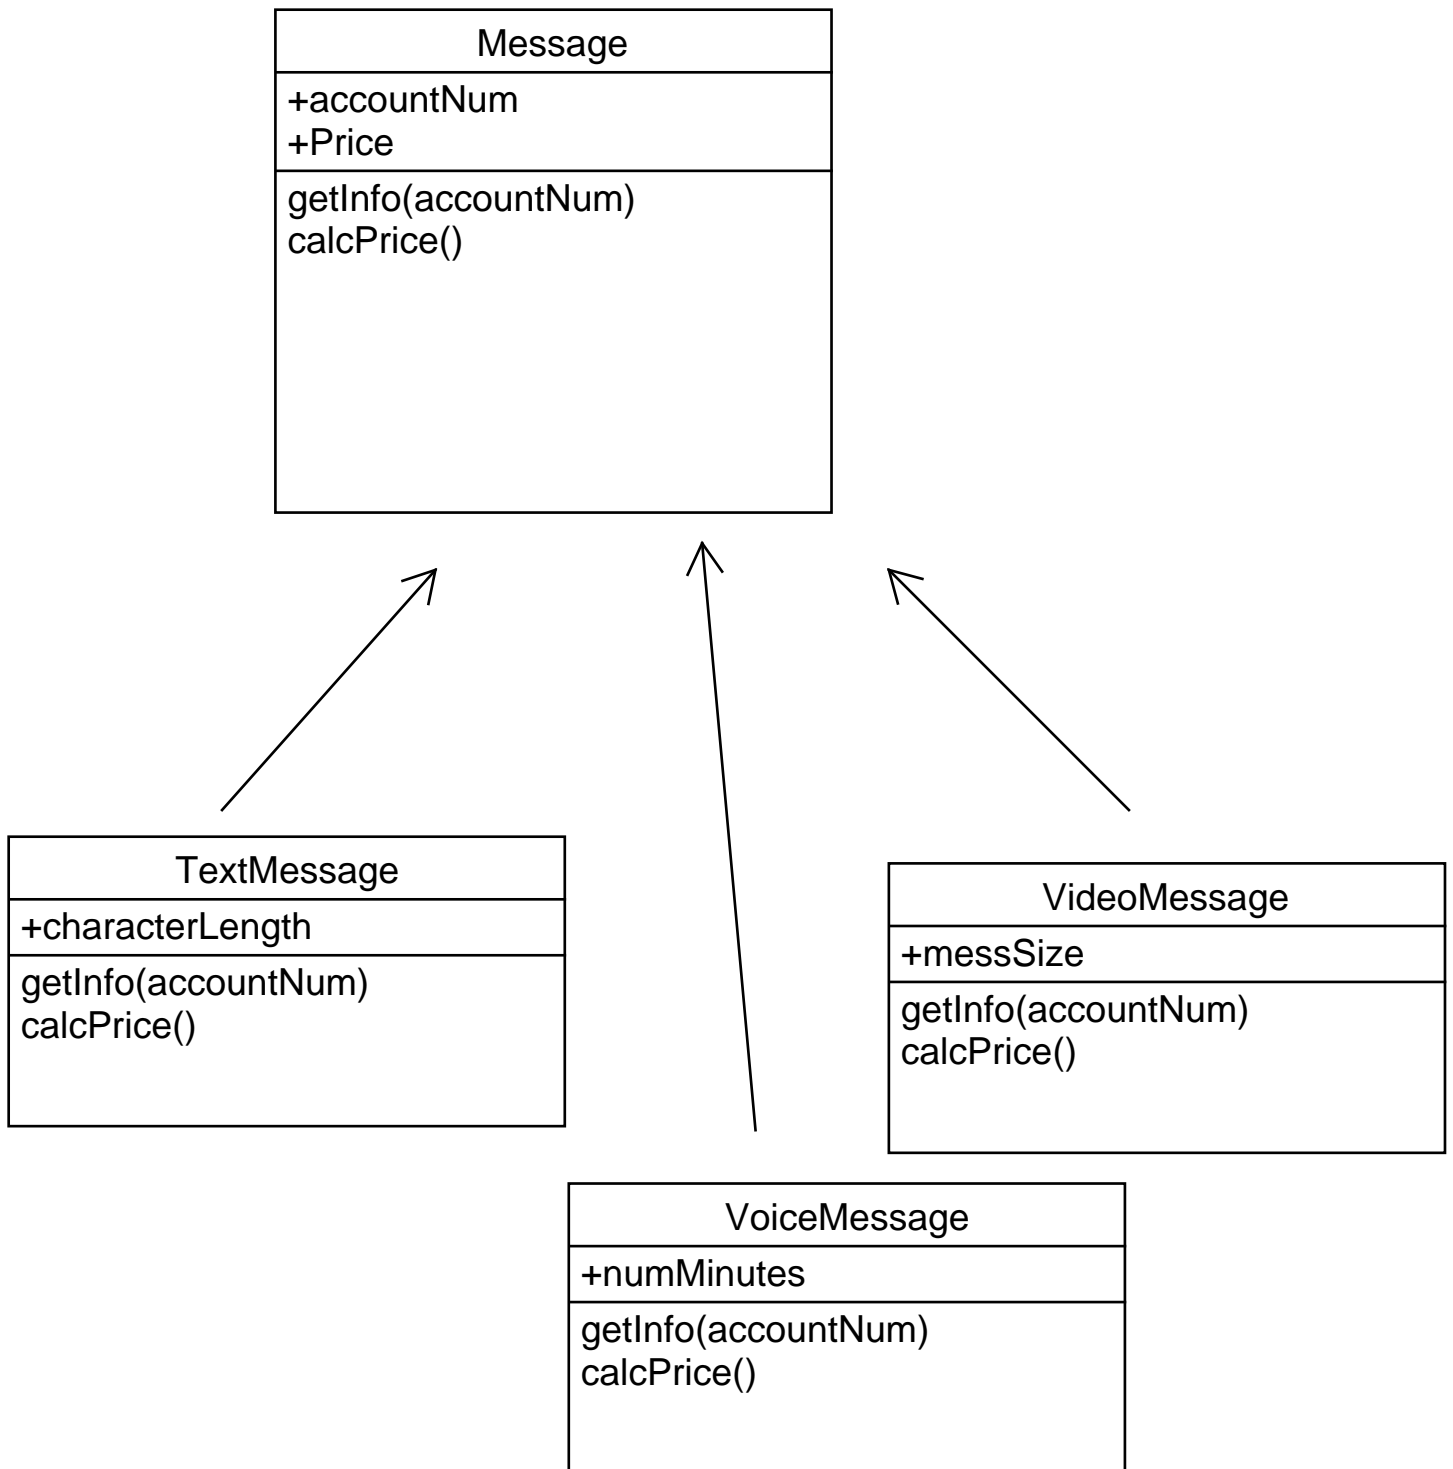 Message
+accountNum
+Price
getInfo(accountNum)
calcPrice()
TextMessage
+characterLength
getInfo(accountNum)
calcPrice()
VideoMessage
+messSize
getInfo(accountNum)
calcPrice()
VoiceMessage
+numMinutes
getInfo(accountNum)
calcPrice()